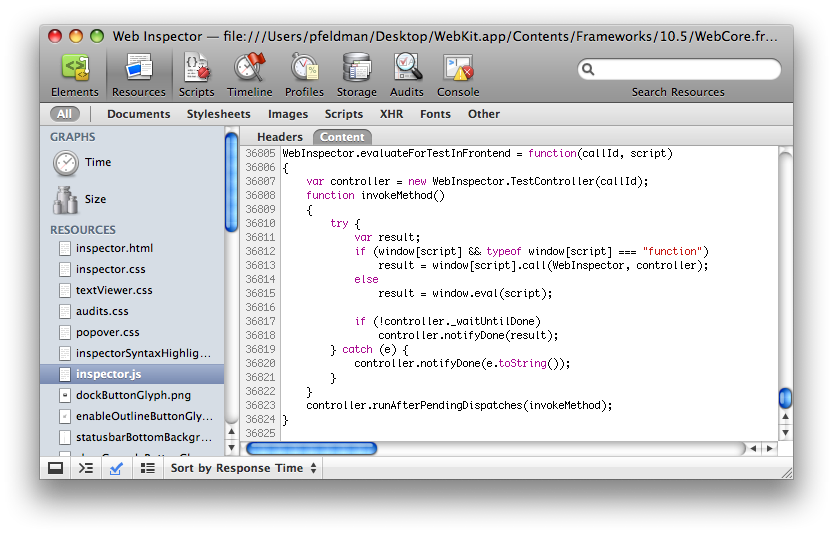 Web Inspector — file:///Users/pfeldman/Desktop/WebKit.app/Contents/Frameworks/10.5/WebCore.fr...
Elements Resources Scripts Timeline Profiles Storage Audits Console Search Resources
All Documents Stylesheets Images Scripts XHR Fonts Other
GRAPHS
Time
Size
RESOURCES
inspector.html
inspector.css
textViewer.css
audits.css
popover.css
inspectorSyntaxHighlig...
inspector.js
dockButtonGlyph.png
enableOutlineButtonGly...
statusbarBottomBackgr...
Headers Content
36805 WebInspector.evaluateForTestInFrontend = function(callId, script)
36806 {
36807     var controller = new WebInspector.TestController(callId);
36808     function invokeMethod()
36809     {
36810         try {
36811             var result;
36812             if (window[script] && typeof window[script] === "function")
36813                 result = window[script].call(WebInspector, controller);
36814             else
36815                 result = window.eval(script);
36816
36817             if (!controller._waitUntilDone)
36818                 controller.notifyDone(result);
36819         } catch (e) {
36820             controller.notifyDone(e.toString());
36821         }
36822     }
36823     controller.runAfterPendingDispatches(invokeMethod);
36824 }
36825
Sort by Response Time